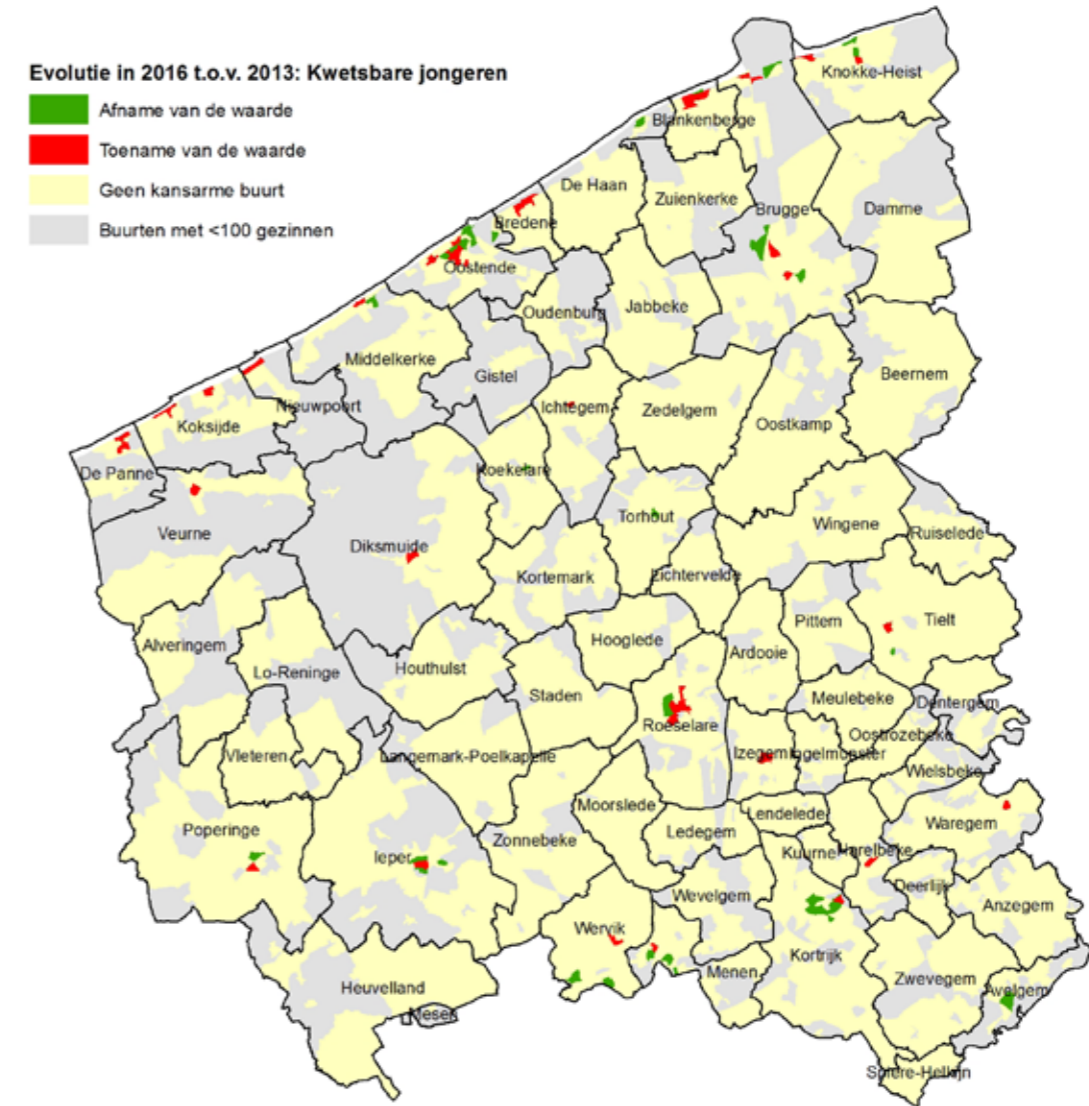 Evolutie in 2016 t.o.v. 2013: Kwetsbare jongeren
Afname van de waarde
Toename van de waarde
Geen kansarme buurt
Buurten met <100 gezinnen
Knokke-Heist
Blankenberge
De Haan
Zuienkerke
Brugge
Damme
Bredene
Oostende
Oudenburg
Jabbeke
Middelkerke
Gistel
Beernem
Nieuwpoort
Ichtegem
Zedelgem
Oostkamp
Koksijde
De Panne
Koekelare
Torhout
Wingene
Veurne
Diksmuide
Ruiselede
Kortemark
Lichtervelde
Pittem
Tielt
Alveringem
Hooglede
Ardooie
Lo-Reninge
Houthulst
Staden
Meulebeke
Dentergem
Roeselare
Oostrozebeke
Vleteren
Langemark-Poelkapelle
Izegem
Ingelmonster
Wielsbeke
Moorslede
Lendelede
Waregem
Poperinge
Zonnebeke
Ledegem
Ieper
Kuurne
Harelbeke
Deerlijk
Wevelgem
Anzegem
Wervik
Kortrijk
Menen
Zwevegem
Heuvelland
Avelgem
Mesen
Spiere-Helkijn